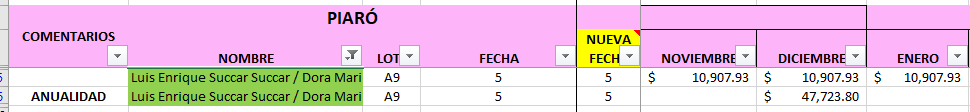 PIARÓ
COMENTARIOS NOMBRE LOT FECHA NUEVA FECH NOVIEMBRE DICIEMBRE ENERO
Luis Enrique Succar Succar / Dora Mari A9 5 5 $ 10,907.93 $ 10,907.93 $ 10,907.93
ANUALIDAD Luis Enrique Succar Succar / Dora Mari A9 5 5 $ 47,723.80